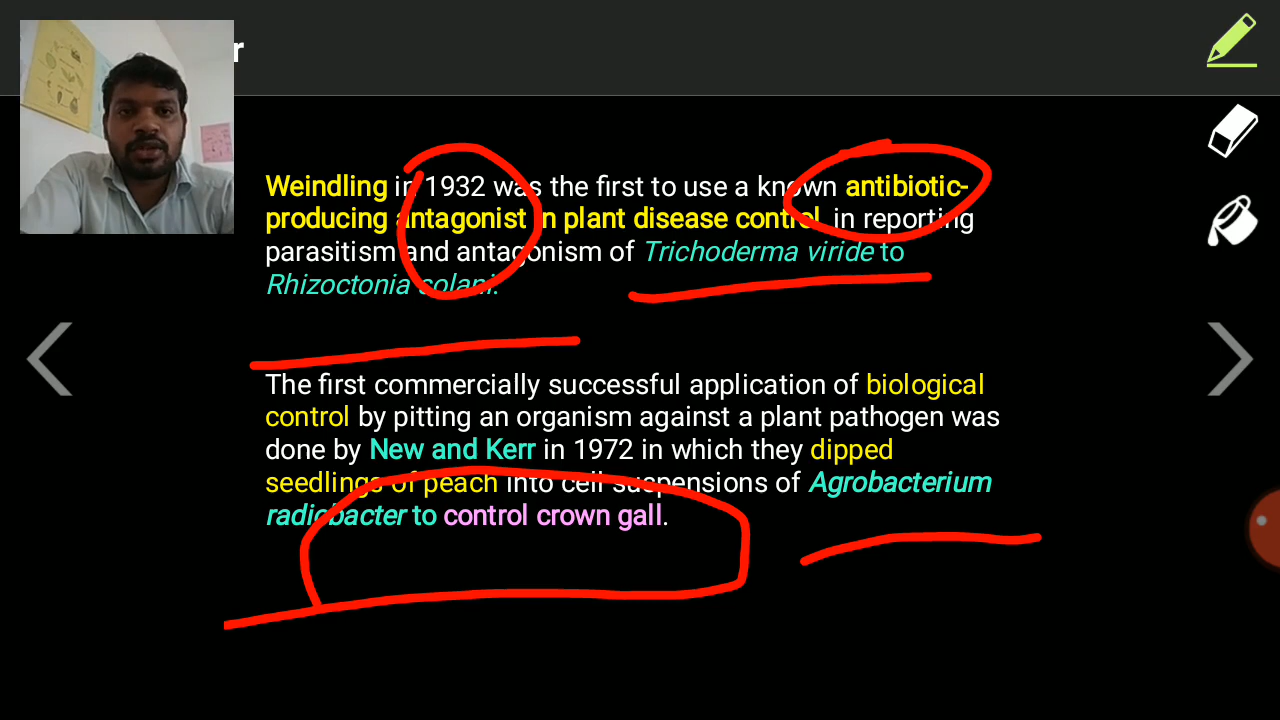 r
Weindling in 1932 was the first to use a known antibiotic-
producing antagonist in plant disease control, in reporting
parasitism and antagonism of Trichoderma viride to
Rhizoctonia solani.
The first commercially successful application of biological
control by pitting an organism against a plant pathogen was
done by New and Kerr in 1972 in which they dipped
seedlings of peach into cell suspensions of Agrobacterium
radiobacter to control crown gall.